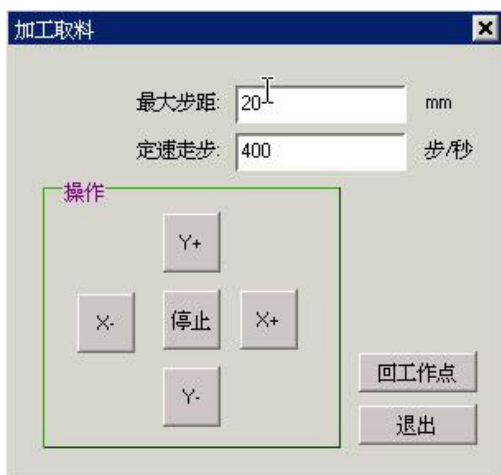 加工取料
最大步距: 20 mm
定速走步: 400 步/秒
操作
Y+
X- 停止 X+
Y-
回工作点
退出